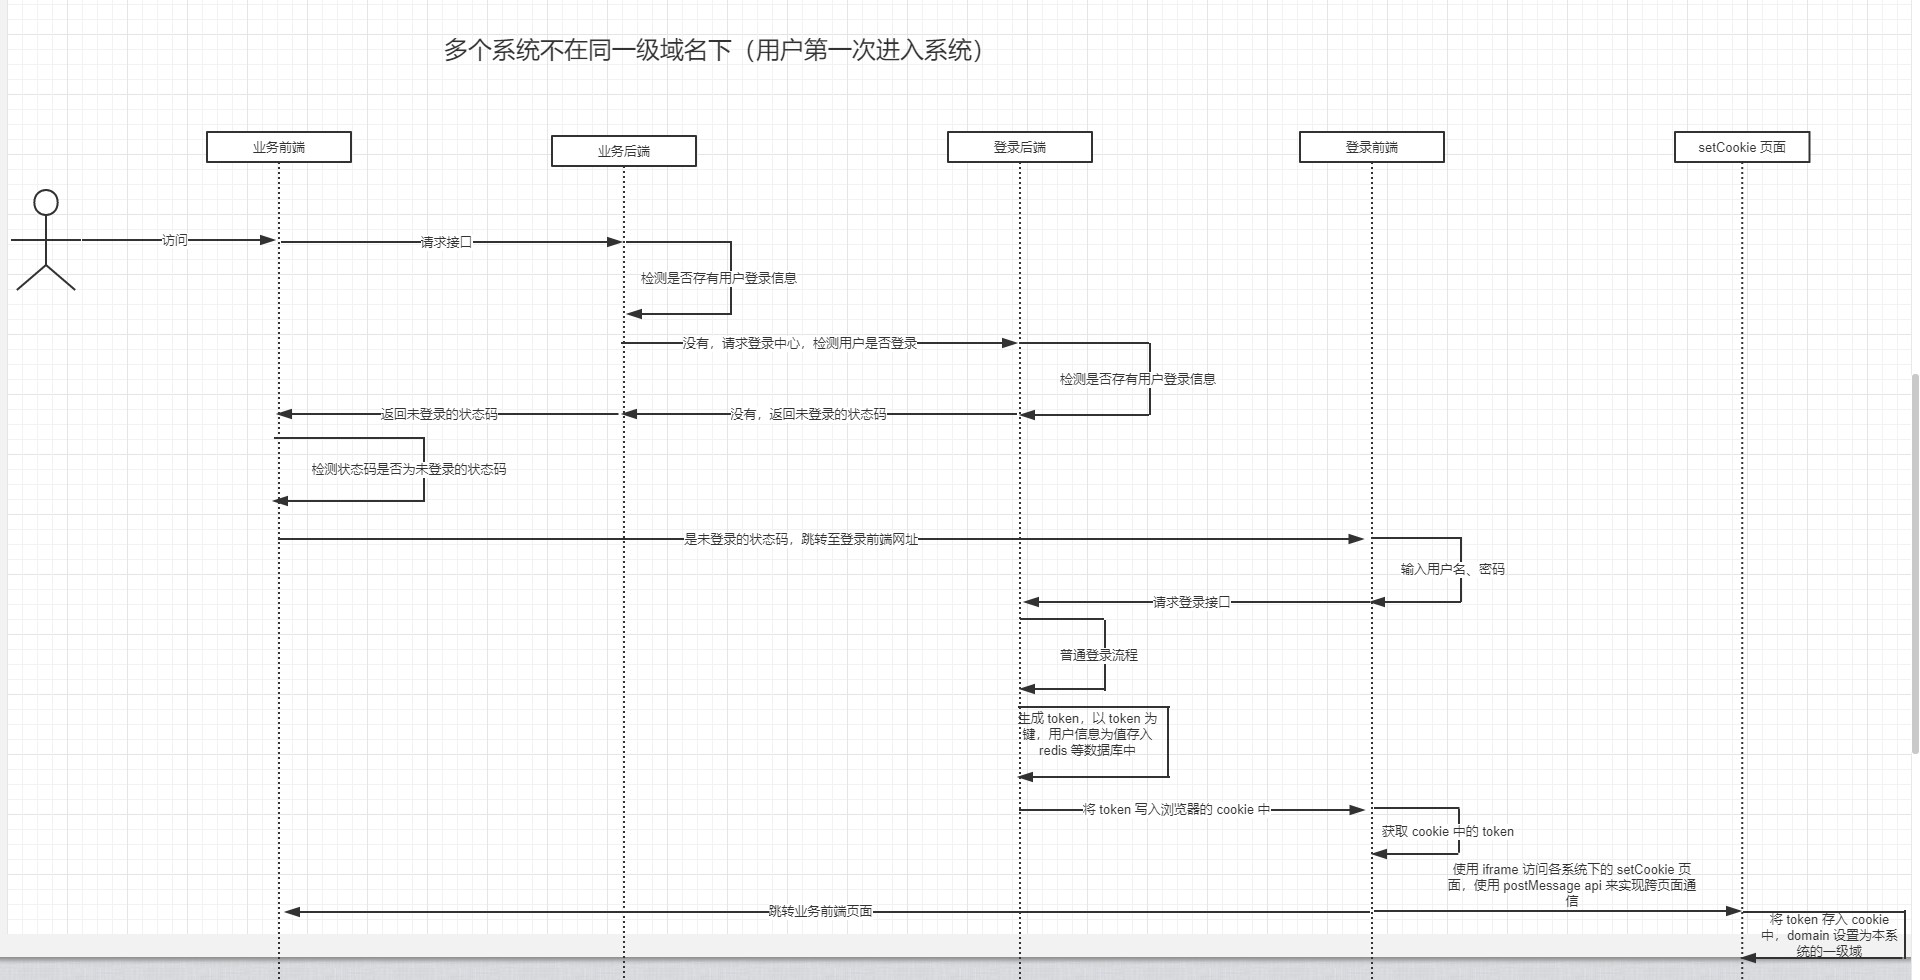 多个系统不在同一级域名下（用户第一次进入系统）
业务前端
业务后端
登录后端
登录前端
setCookie 页面
访问
请求接口
检测是否存有用户登录信息
没有，请求登录中心，检测用户是否登录
检测是否存有用户登录信息
返回未登录的状态码
没有，返回未登录的状态码
检测状态码是否为未登录的状态码
是未登录的状态码，跳转至登录前端网址
输入用户名、密码
请求登录接口
普通登录流程
生成 token，以 token 为
键，用户信息为值存入
redis 等数据库中
将 token 写入浏览器的 cookie 中
获取 cookie 中的 token
使用 iframe 访问各系统下的 setCookie 页
面，使用 postMessage api 来实现跨页面通
信
跳转业务前端页面
将 token 存入 cookie
中，domain 设置为本系
统的一级域